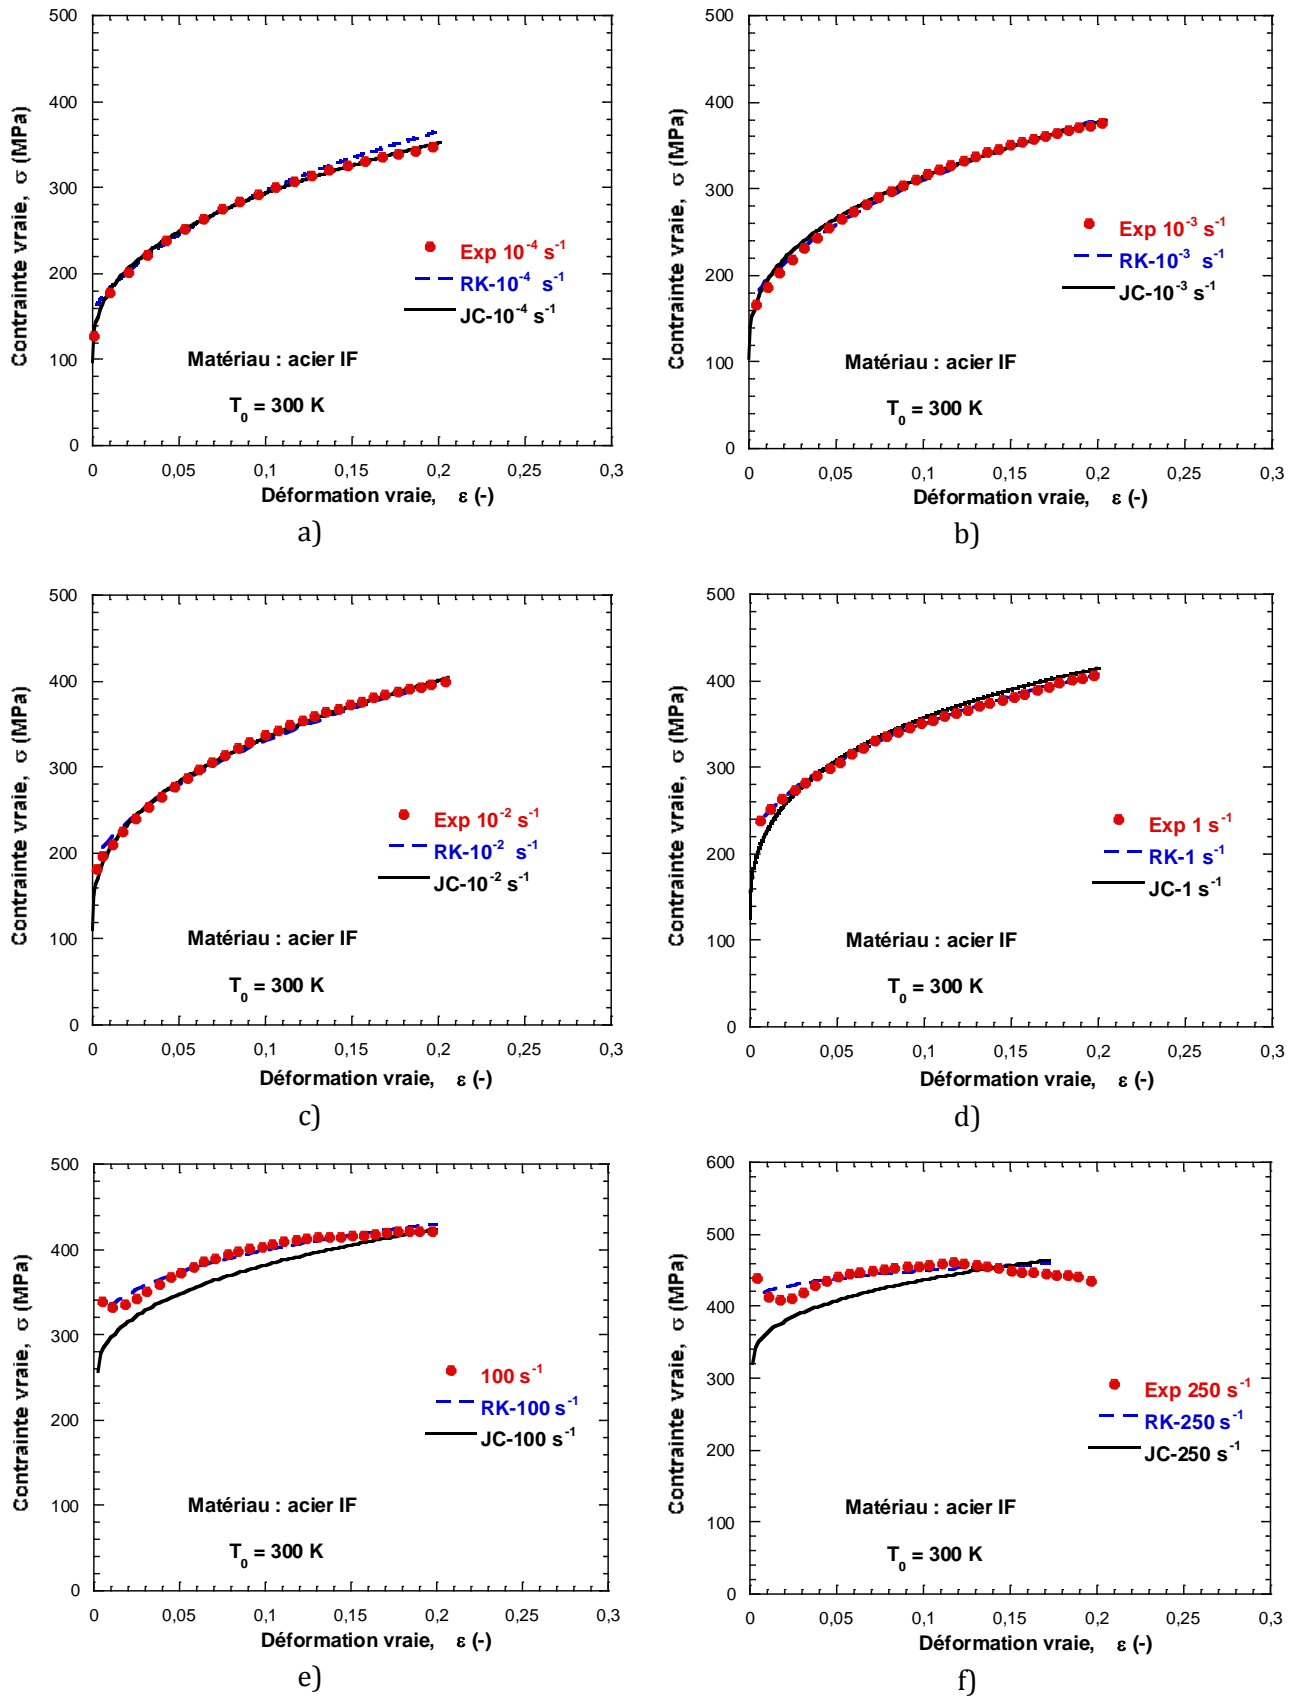 500
400
300
200
100
0
Contrainte vraie, σ (MPa)
Exp 10⁻⁴ s⁻¹
RK-10⁻⁴ s⁻¹
JC-10⁻⁴ s⁻¹
Matériau : acier IF
T₀ = 300 K
0 0,05 0,1 0,15 0,2 0,25 0,3
Déformation vraie, ε (-)
a)
500
400
300
200
100
0
Contrainte vraie, σ (MPa)
Exp 10⁻³ s⁻¹
RK-10⁻³ s⁻¹
JC-10⁻³ s⁻¹
Matériau : acier IF
T₀ = 300 K
0 0,05 0,1 0,15 0,2 0,25 0,3
Déformation vraie, ε (-)
b)
500
400
300
200
100
0
Contrainte vraie, σ (MPa)
Exp 10⁻² s⁻¹
RK-10⁻² s⁻¹
JC-10⁻² s⁻¹
Matériau : acier IF
T₀ = 300 K
0 0,05 0,1 0,15 0,2 0,25 0,3
Déformation vraie, ε (-)
c)
500
400
300
200
100
0
Contrainte vraie, σ (MPa)
Exp 1 s⁻¹
RK-1 s⁻¹
JC-1 s⁻¹
Matériau : acier IF
T₀ = 300 K
0 0,05 0,1 0,15 0,2 0,25 0,3
Déformation vraie, ε (-)
d)
500
400
300
200
100
0
Contrainte vraie, σ (MPa)
100 s⁻¹
RK-100 s⁻¹
JC-100 s⁻¹
Matériau : acier IF
T₀ = 300 K
0 0,05 0,1 0,15 0,2 0,25 0,3
Déformation vraie, ε (-)
e)
600
500
400
300
200
100
0
Contrainte vraie, σ (MPa)
Exp 250 s⁻¹
RK-250 s⁻¹
JC-250 s⁻¹
Matériau : acier IF
T₀ = 300 K
0 0,05 0,1 0,15 0,2 0,25 0,3
Déformation vraie, ε (-)
f)